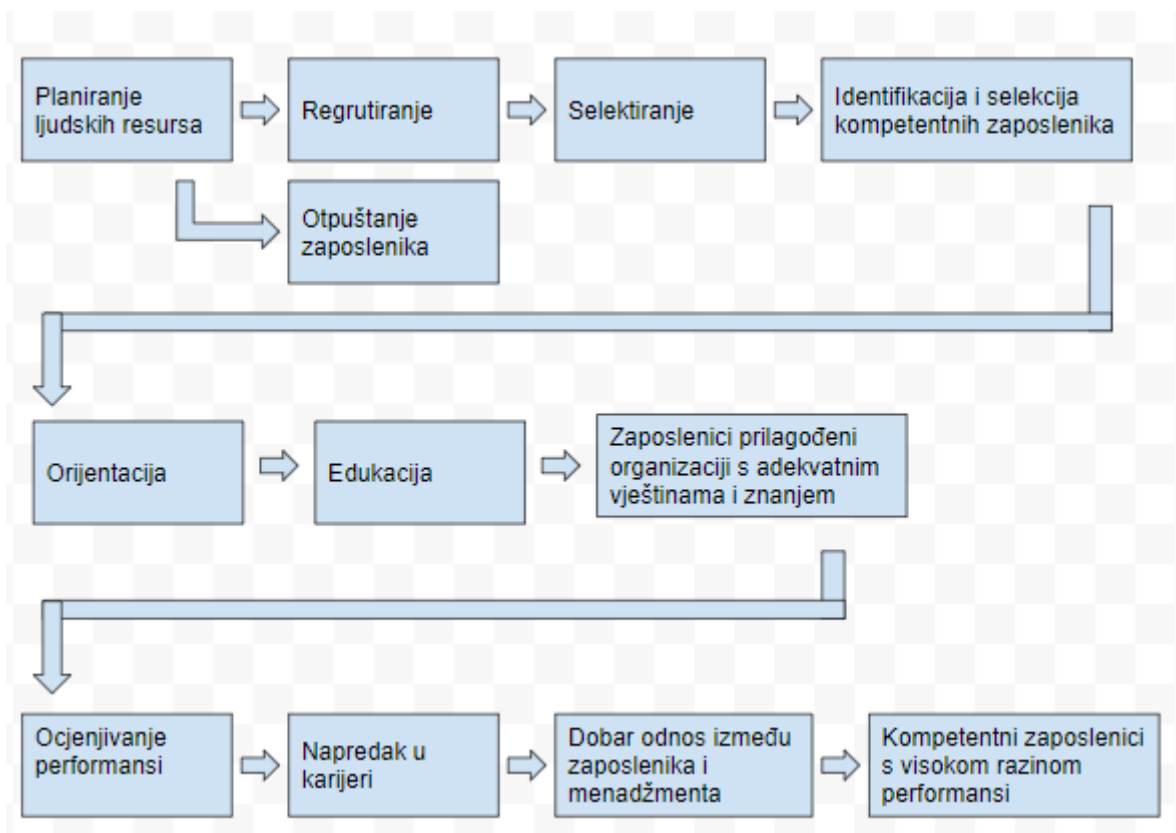 Planiranje
ljudskih resursa
Regrutiranje
Selektiranje
Identifikacija i selekcija
kompetentnih zaposlenika
Otpuštanje
zaposlenika
Orijentacija
Edukacija
Zaposlenici prilagođeni
organizaciji s adekvatnim
vještinama i znanjem
Ocjenjivanje
performansi
Napredak u
karijeri
Dobar odnos između
zaposlenika i
menadžmenta
Kompetentni zaposlenici
s visokom razinom
performansi